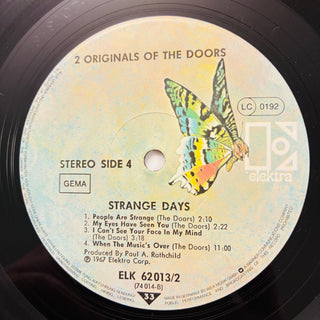 2 ORIGINALS OF THE DOORS
LC 0192
elektra
STEREO SIDE 4
GEMA
STRANGE DAYS
1. People Are Strange (The Doors) 2:10
2. My Eyes Have Seen You (The Doors) 2:22
3. I Can't See Your Face In My Mind
(The Doors) 3:18
4. When The Music's Over (The Doors) 11:00
Produced by Paul A. Rothchild
℗ 1967 Elektra Corp.
ELK 62013/2
(74 014-B)
33